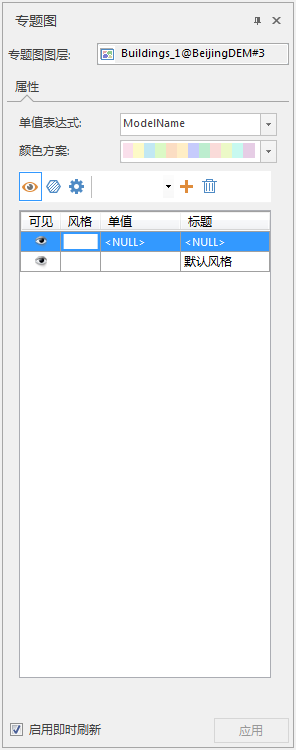 专题图
专题图图层: Buildings_1@BeijingDEM#3
属性
单值表达式: ModelName
颜色方案:
可见 风格 单值 标题
<NULL> <NULL>
默认风格
启用即时刷新 应用